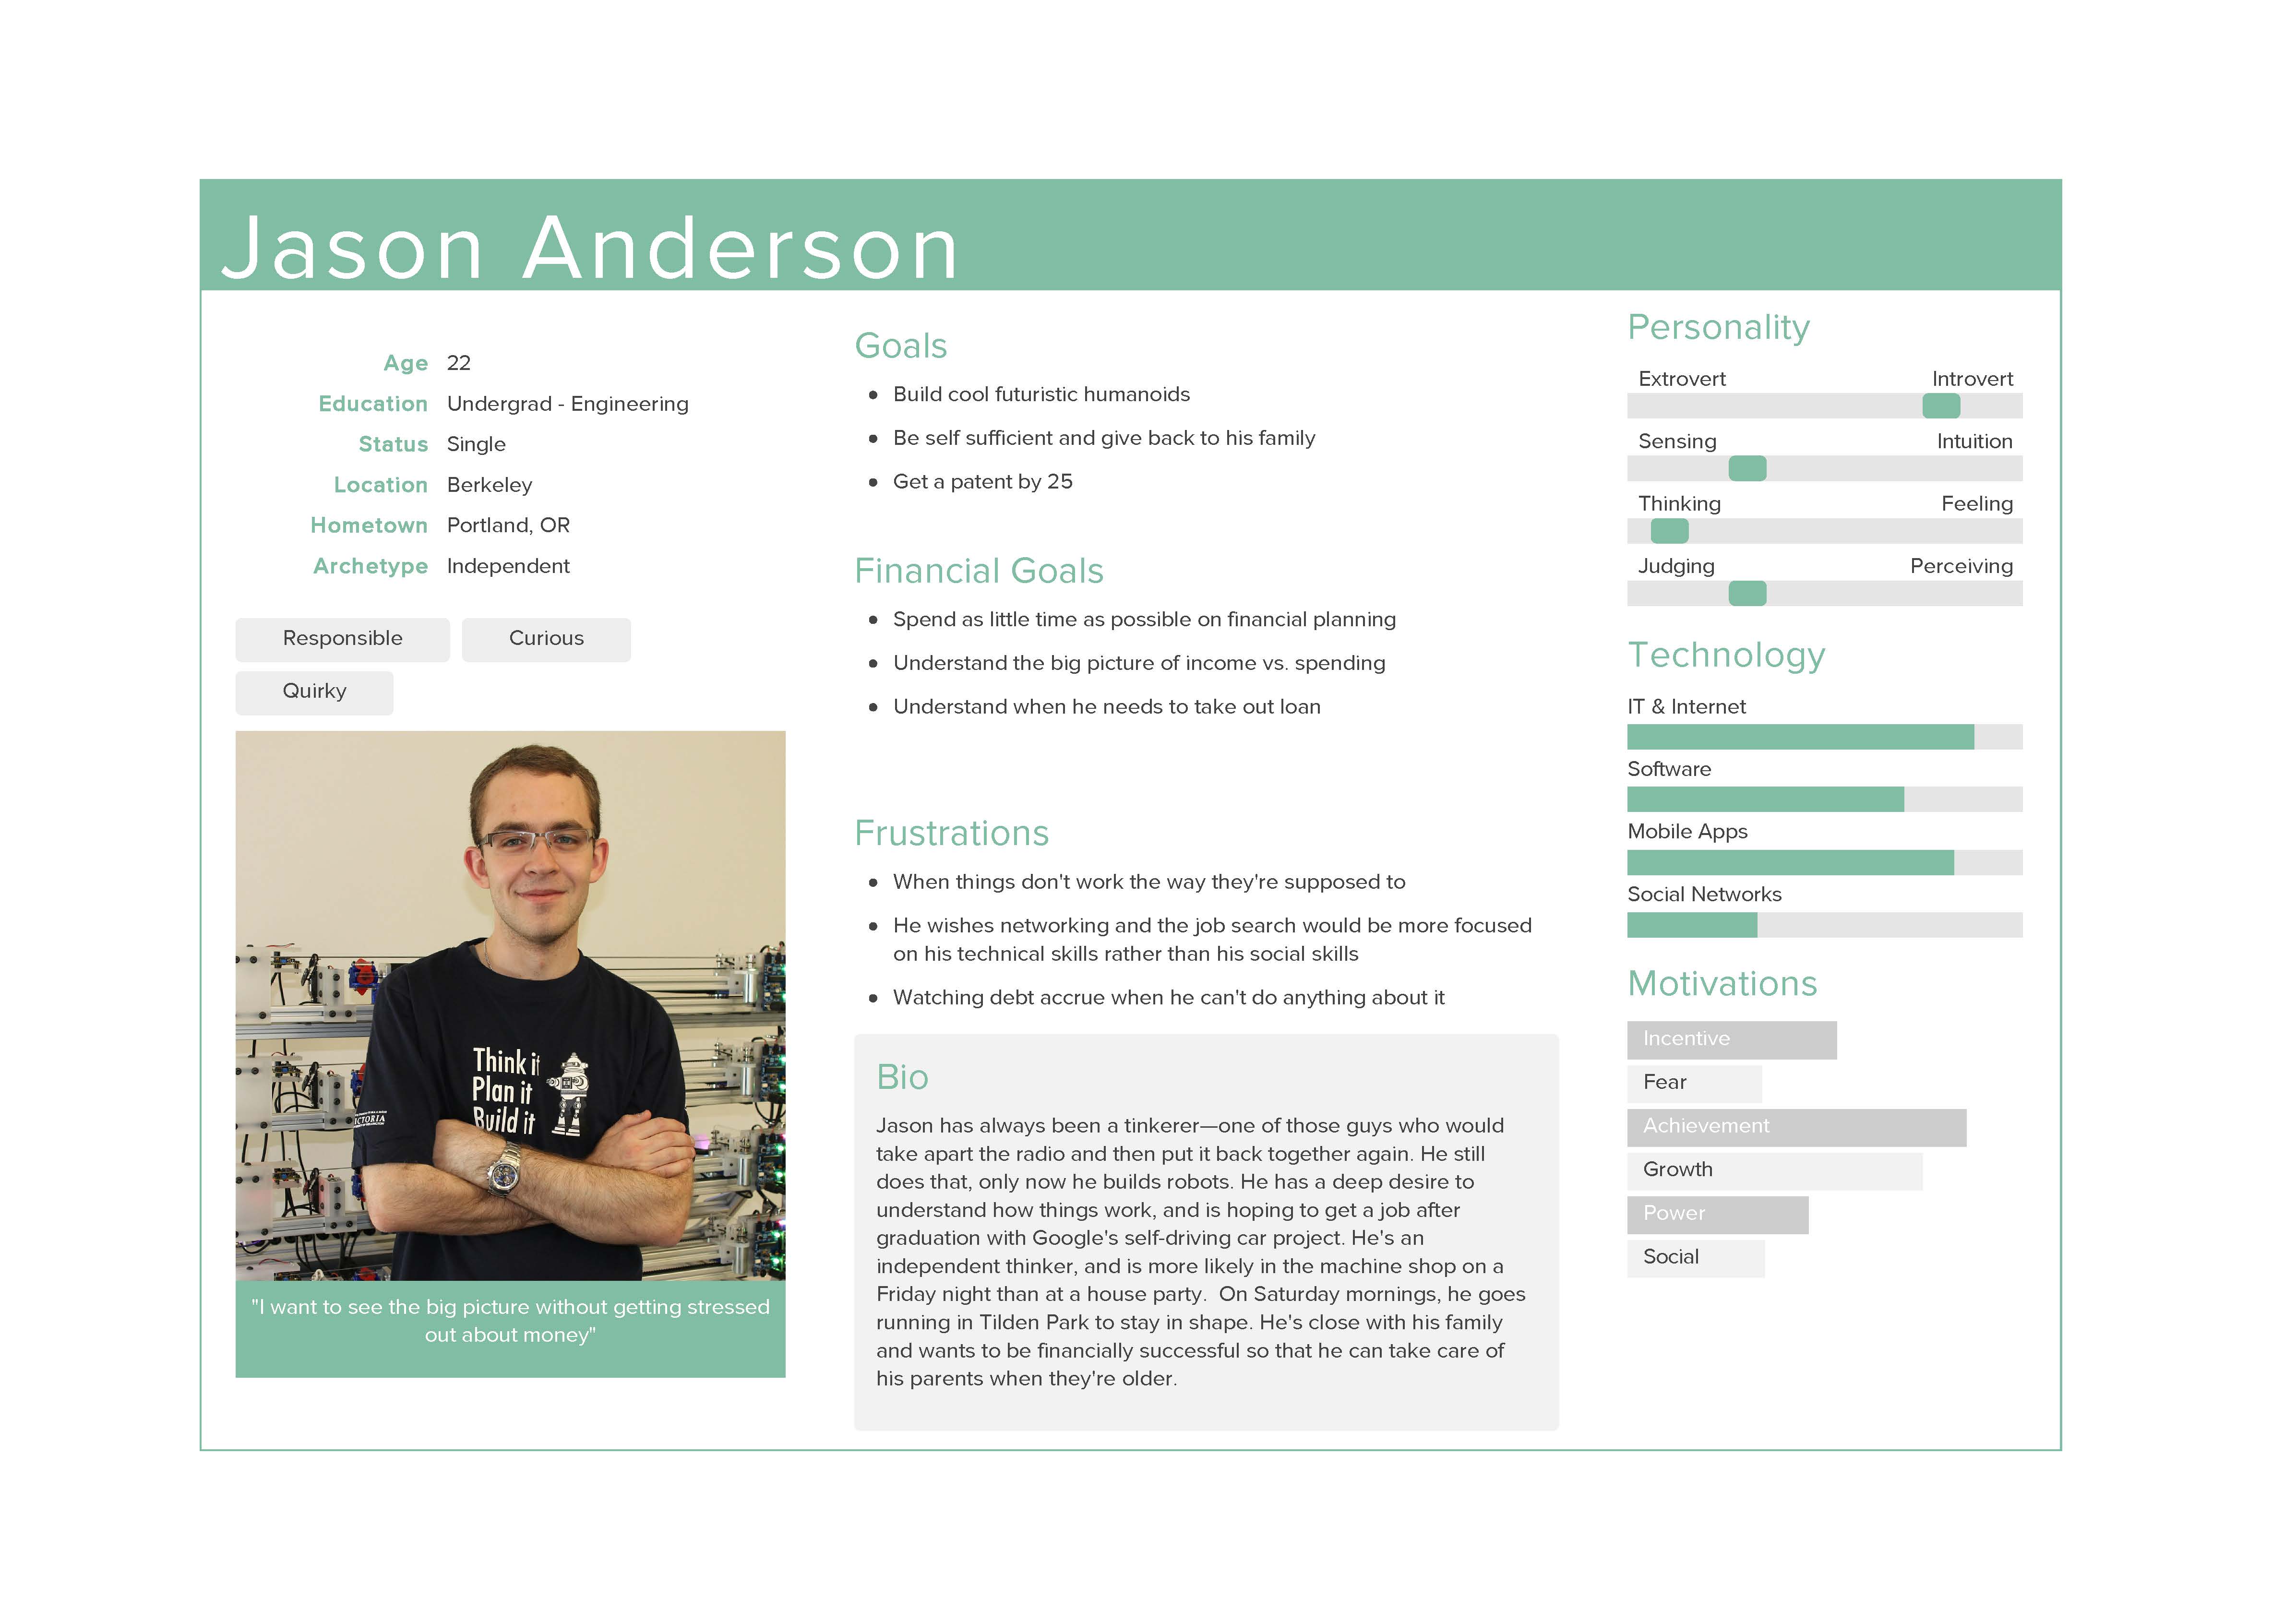 Jason Anderson
Age 22
Education Undergrad - Engineering
Status Single
Location Berkeley
Hometown Portland, OR
Archetype Independent
Responsible Curious
Quirky
Think it
Plan it
Build it
"I want to see the big picture without getting stressed
out about money"
Goals
• Build cool futuristic humanoids
• Be self sufficient and give back to his family
• Get a patent by 25
Financial Goals
• Spend as little time as possible on financial planning
• Understand the big picture of income vs. spending
• Understand when he needs to take out loan
Frustrations
• When things don't work the way they're supposed to
• He wishes networking and the job search would be more focused
on his technical skills rather than his social skills
• Watching debt accrue when he can't do anything about it
Bio
Jason has always been a tinkerer—one of those guys who would
take apart the radio and then put it back together again. He still
does that, only now he builds robots. He has a deep desire to
understand how things work, and is hoping to get a job after
graduation with Google's self-driving car project. He's an
independent thinker, and is more likely in the machine shop on a
Friday night than at a house party.  On Saturday mornings, he goes
running in Tilden Park to stay in shape. He's close with his family
and wants to be financially successful so that he can take care of
his parents when they're older.
Personality
Extrovert Introvert
Sensing Intuition
Thinking Feeling
Judging Perceiving
Technology
IT & Internet
Software
Mobile Apps
Social Networks
Motivations
Incentive
Fear
Achievement
Growth
Power
Social